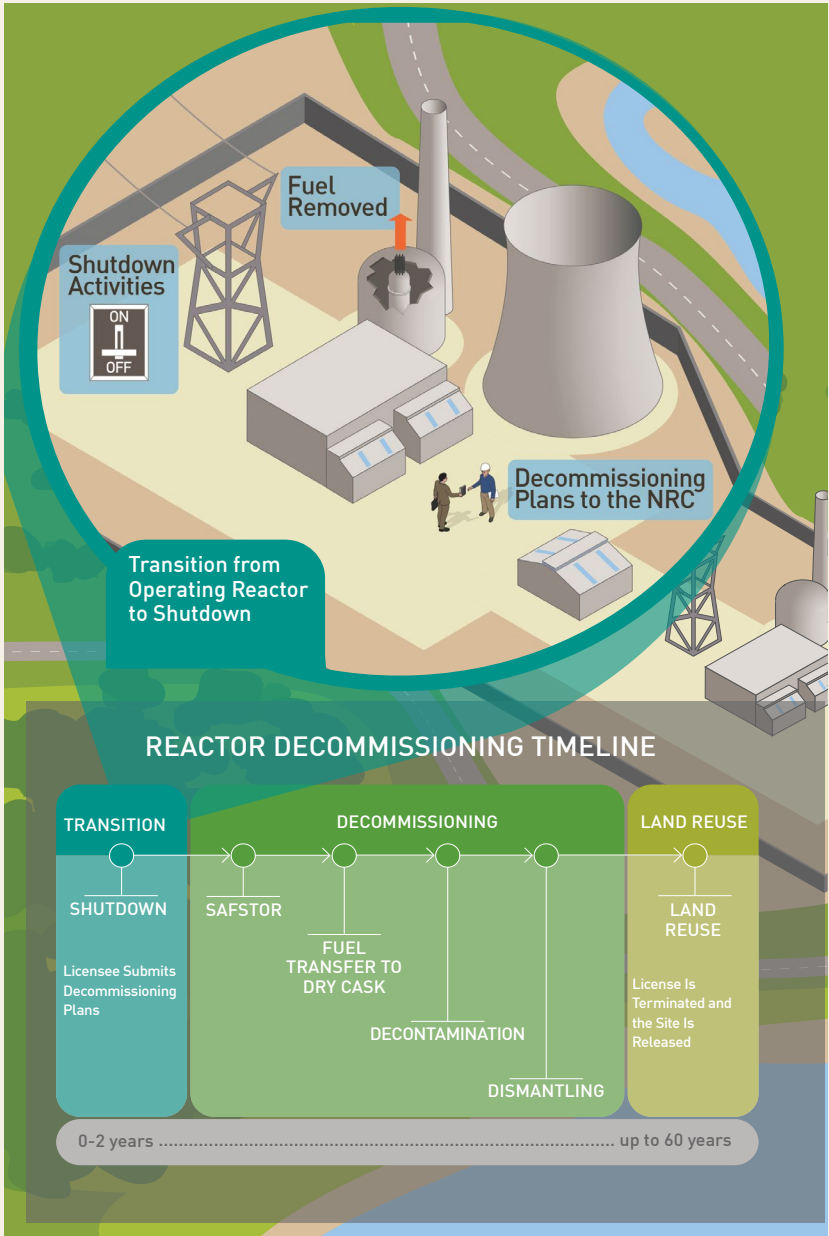 Fuel
Removed
Shutdown
Activities
ON
OFF
Decommissioning
Plans to the NRC
Transition from
Operating Reactor
to Shutdown
REACTOR DECOMMISSIONING TIMELINE
TRANSITION
DECOMMISSIONING
LAND REUSE
SHUTDOWN
SAFSTOR
FUEL
TRANSFER TO
DRY CASK
DECONTAMINATION
DISMANTLING
LAND
REUSE
Licensee Submits
Decommissioning
Plans
License Is
Terminated and
the Site Is
Released
0-2 years ........................................................................................ up to 60 years